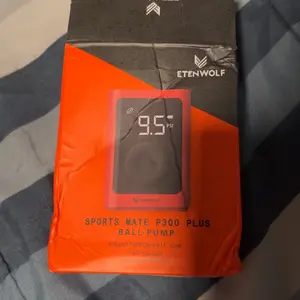 ETENWOLF
9.5
SPORTS MATE P300 PLUS
BALL PUMP